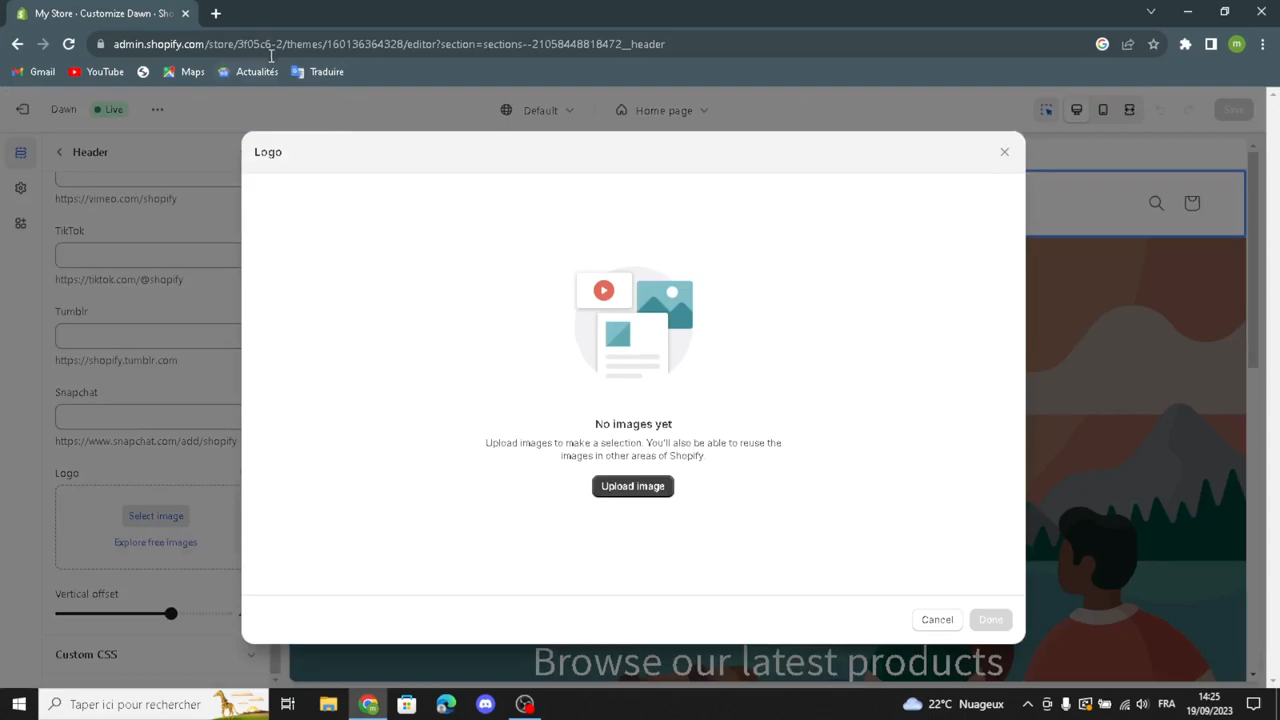 My Store · Customize Dawn · Sho
admin.shopify.com/store/3f05c6-2/themes/160136364328/editor?section=sections--21058448818472__header
m
Gmail
YouTube
Maps
Actualités
Traduire
Dawn
Live
Default
Home page
Save
Header
Logo
https://vimeo.com/shopify
TikTok
https://tiktok.com/@shopify
Tumblr
https://shopify.tumblr.com
Snapchat
https://www.snapchat.com/add/shopify
Logo
Select image
Explore free images
Vertical offset
Custom CSS
No images yet
Upload images to make a selection. You'll also be able to reuse the
images in other areas of Shopify.
Upload image
Cancel
Done
Browse our latest products
Taper ici pour rechercher
22°C Nuageux
FRA
14:25
19/09/2023